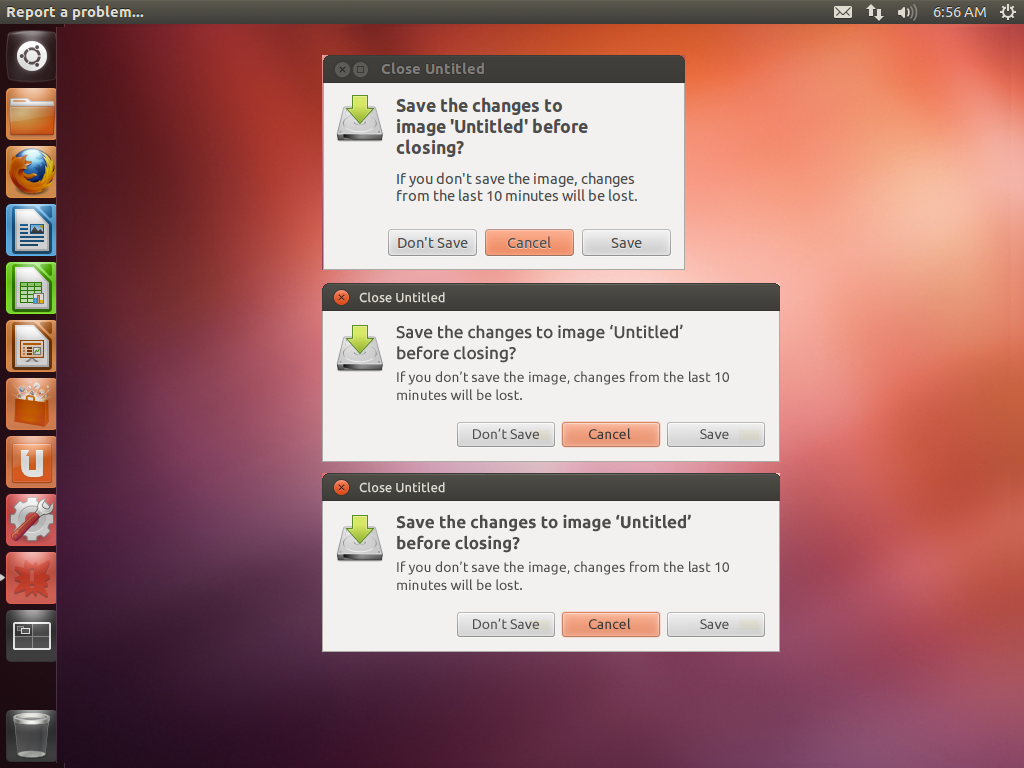 Report a problem...
6:56 AM
Close Untitled
Save the changes to
image 'Untitled' before
closing?
If you don't save the image, changes
from the last 10 minutes will be lost.
Don't Save
Cancel
Save
Close Untitled
Save the changes to image ‘Untitled’
before closing?
If you don’t save the image, changes from the last 10
minutes will be lost.
Don’t Save
Cancel
Save
Close Untitled
Save the changes to image ‘Untitled’
before closing?
If you don’t save the image, changes from the last 10
minutes will be lost.
Don’t Save
Cancel
Save